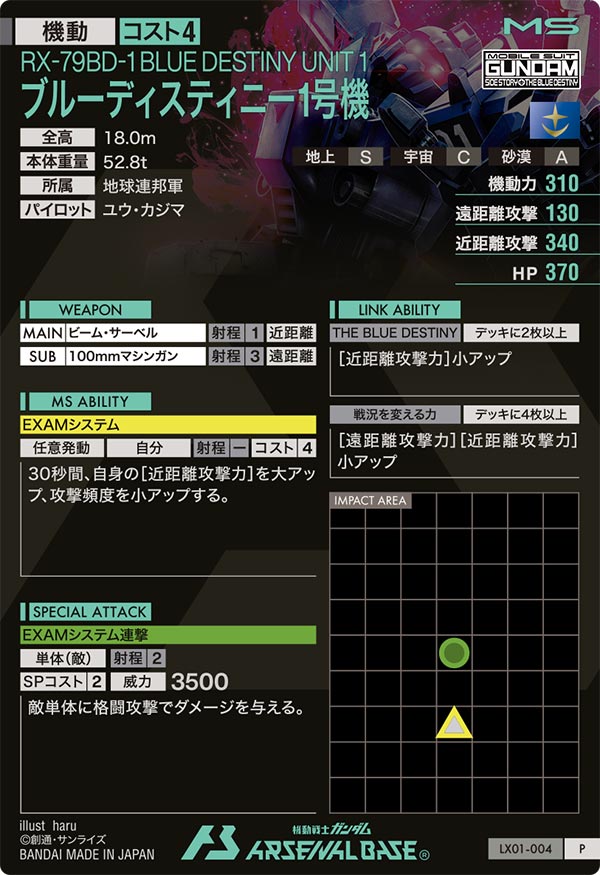 機動 コスト4 MS
RX-79BD-1 BLUE DESTINY UNIT 1
ブルーディスティニー1号機
MOBILE SUIT
GUNDAM
SIDE STORY THE BLUE DESTINY
01
全高 18.0m
本体重量 52.8t
所属 地球連邦軍
パイロット ユウ・カジマ
地上 S 宇宙 C 砂漠 A
機動力 310
遠距離攻撃 130
近距離攻撃 340
HP 370
WEAPON
MAIN ビーム・サーベル 射程 1 近距離
SUB 100mmマシンガン 射程 3 遠距離
MS ABILITY
EXAMシステム
任意発動 自分 射程 ー コスト 4
30秒間、自身の[近距離攻撃力]を大アッ
プ、攻撃頻度を小アップする。
SPECIAL ATTACK
EXAMシステム連撃
単体(敵) 射程 2
SPコスト 2 威力 3500
敵単体に格闘攻撃でダメージを与える。
LINK ABILITY
THE BLUE DESTINY デッキに2枚以上
[近距離攻撃力]小アップ
戦況を変える力 デッキに4枚以上
[遠距離攻撃力][近距離攻撃力]
小アップ
IMPACT AREA
illust haru
©創通・サンライズ
BANDAI MADE IN JAPAN
機動戦士ガンダム
ARSENAL BASE®
LX01-004 P